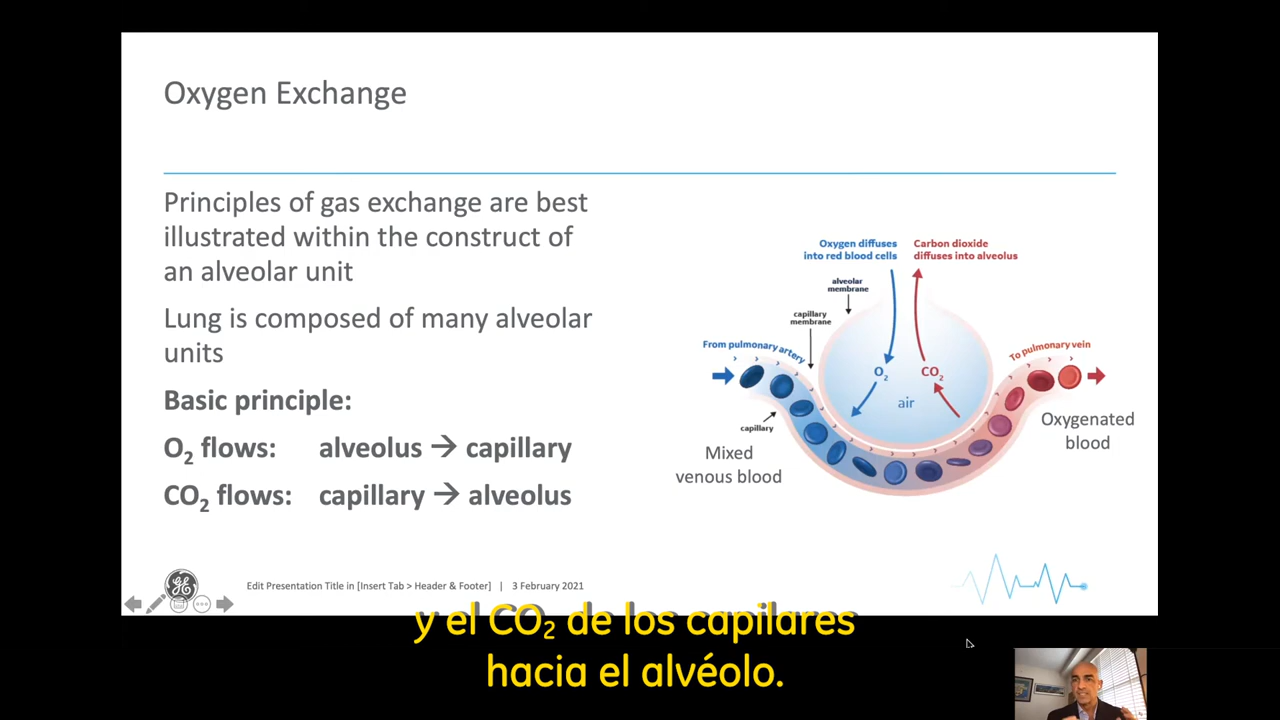 Oxygen Exchange
Principles of gas exchange are best
illustrated within the construct of
an alveolar unit
Lung is composed of many alveolar
units
Basic principle:
O₂ flows: alveolus → capillary
CO₂ flows: capillary → alveolus
Oxygen diffuses
into red blood cells
Carbon dioxide
diffuses into alveolus
alveolar
membrane
capillary
membrane
From pulmonary artery
To pulmonary vein
O₂
CO₂
air
capillary
Mixed
venous blood
Oxygenated
blood
Edit Presentation Title in [Insert Tab > Header & Footer] | 3 February 2021
y el CO₂ de los capilares
hacia el alvéolo.